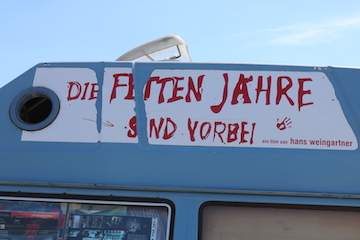 DIE FETTEN JAHRE
SIND VORBEI
ein film von hans weingartner